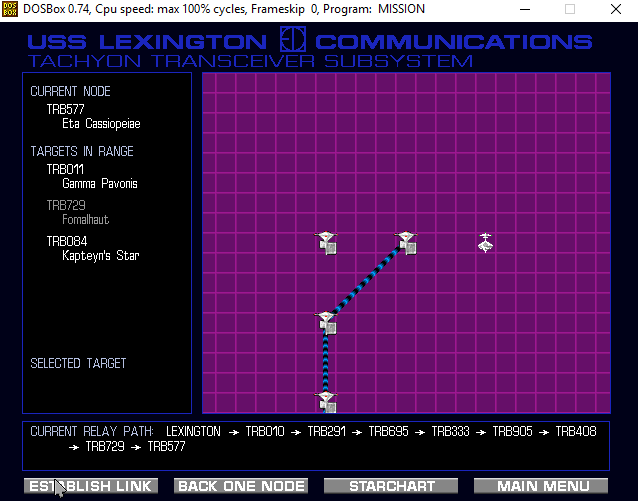 DOSBox 0.74, Cpu speed: max 100% cycles, Frameskip 0, Program: MISSION
USS LEXINGTON COMMUNICATIONS
TACHYON TRANSCEIVER SUBSYSTEM
CURRENT NODE
TRB577
Eta Cassiopeiae
TARGETS IN RANGE
TRB011
Gamma Pavonis
TRB729
Fomalhaut
TRB084
Kapteyn's Star
SELECTED TARGET
CURRENT RELAY PATH: LEXINGTON → TRB010 → TRB291 → TRB695 → TRB333 → TRB905 → TRB408
→ TRB729 → TRB577
ESTABLISH LINK BACK ONE NODE STARCHART MAIN MENU